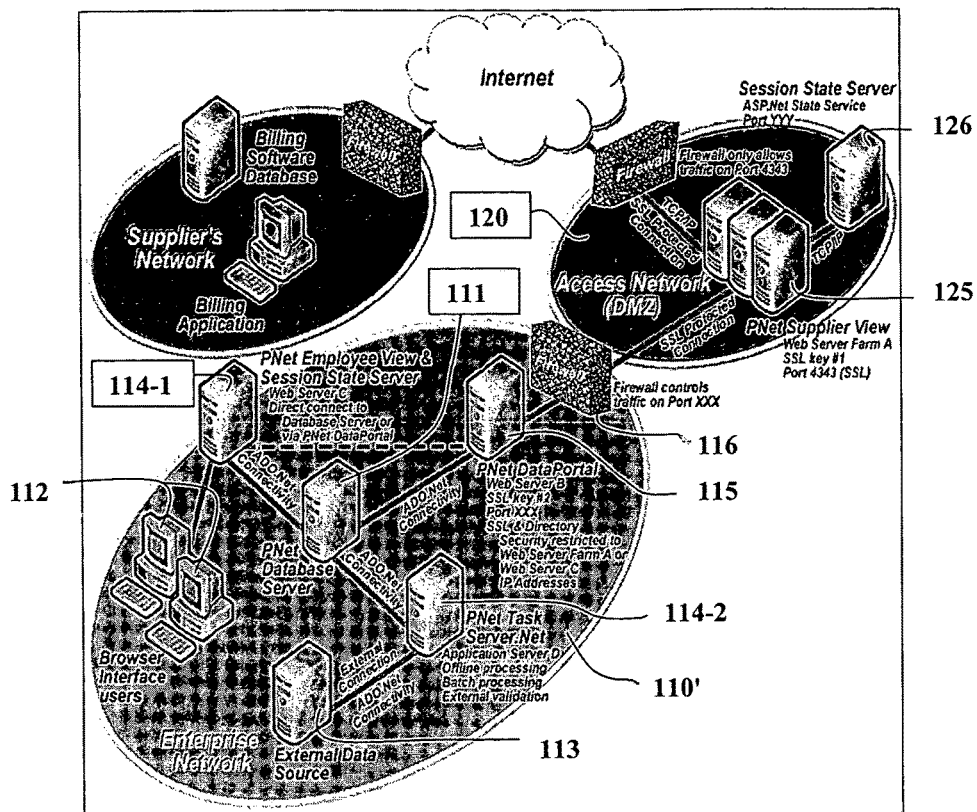 Internet
Session State Server
ASP.Net State Service
Port YYY
126
Billing
Software
Database
Firewall
Firewall only allows
traffic on Port 4343
TCP/IP
SSL Protected
Connection
TCP/IP
120
Supplier's
Network
Billing
Application
Access Network
(DMZ)
125
111
SSL Protected
Connection
PNet Supplier View
Web Server Farm A
SSL key #1
Port 4343 (SSL)
PNet Employee View &
Session State Server
Web Server C
Direct connect to
Database Server or
via PNet DataPortal
114-1
Firewall controls
traffic on Port XXX
116
112
ADO.Net
Connectivity
ADO.Net
Connectivity
PNet DataPortal
Web Server B
SSL key #2
Port XXX
SSL & Directory
Security restricted to
Web Server Farm A or
Web Server C
IP Addresses
115
PNet
Database
Server
ADO.Net
Connectivity
114-2
PNet Task
Server.Net
Application Server D
Offline processing
Batch processing
External validation
110'
Browser
Interface
users
External
Connection
ADO.Net
Connectivity
113
Enterprise
Network
External Data
Source